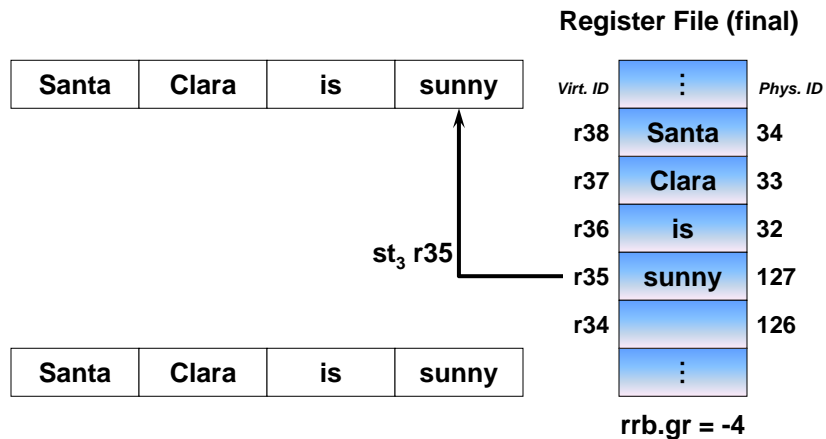 Register File (final)
Santa Clara is sunny
Virt. ID ⋮ Phys. ID
r38 Santa 34
r37 Clara 33
r36 is 32
st₃ r35
r35 sunny 127
r34 126
Santa Clara is sunny
⋮
rrb.gr = -4